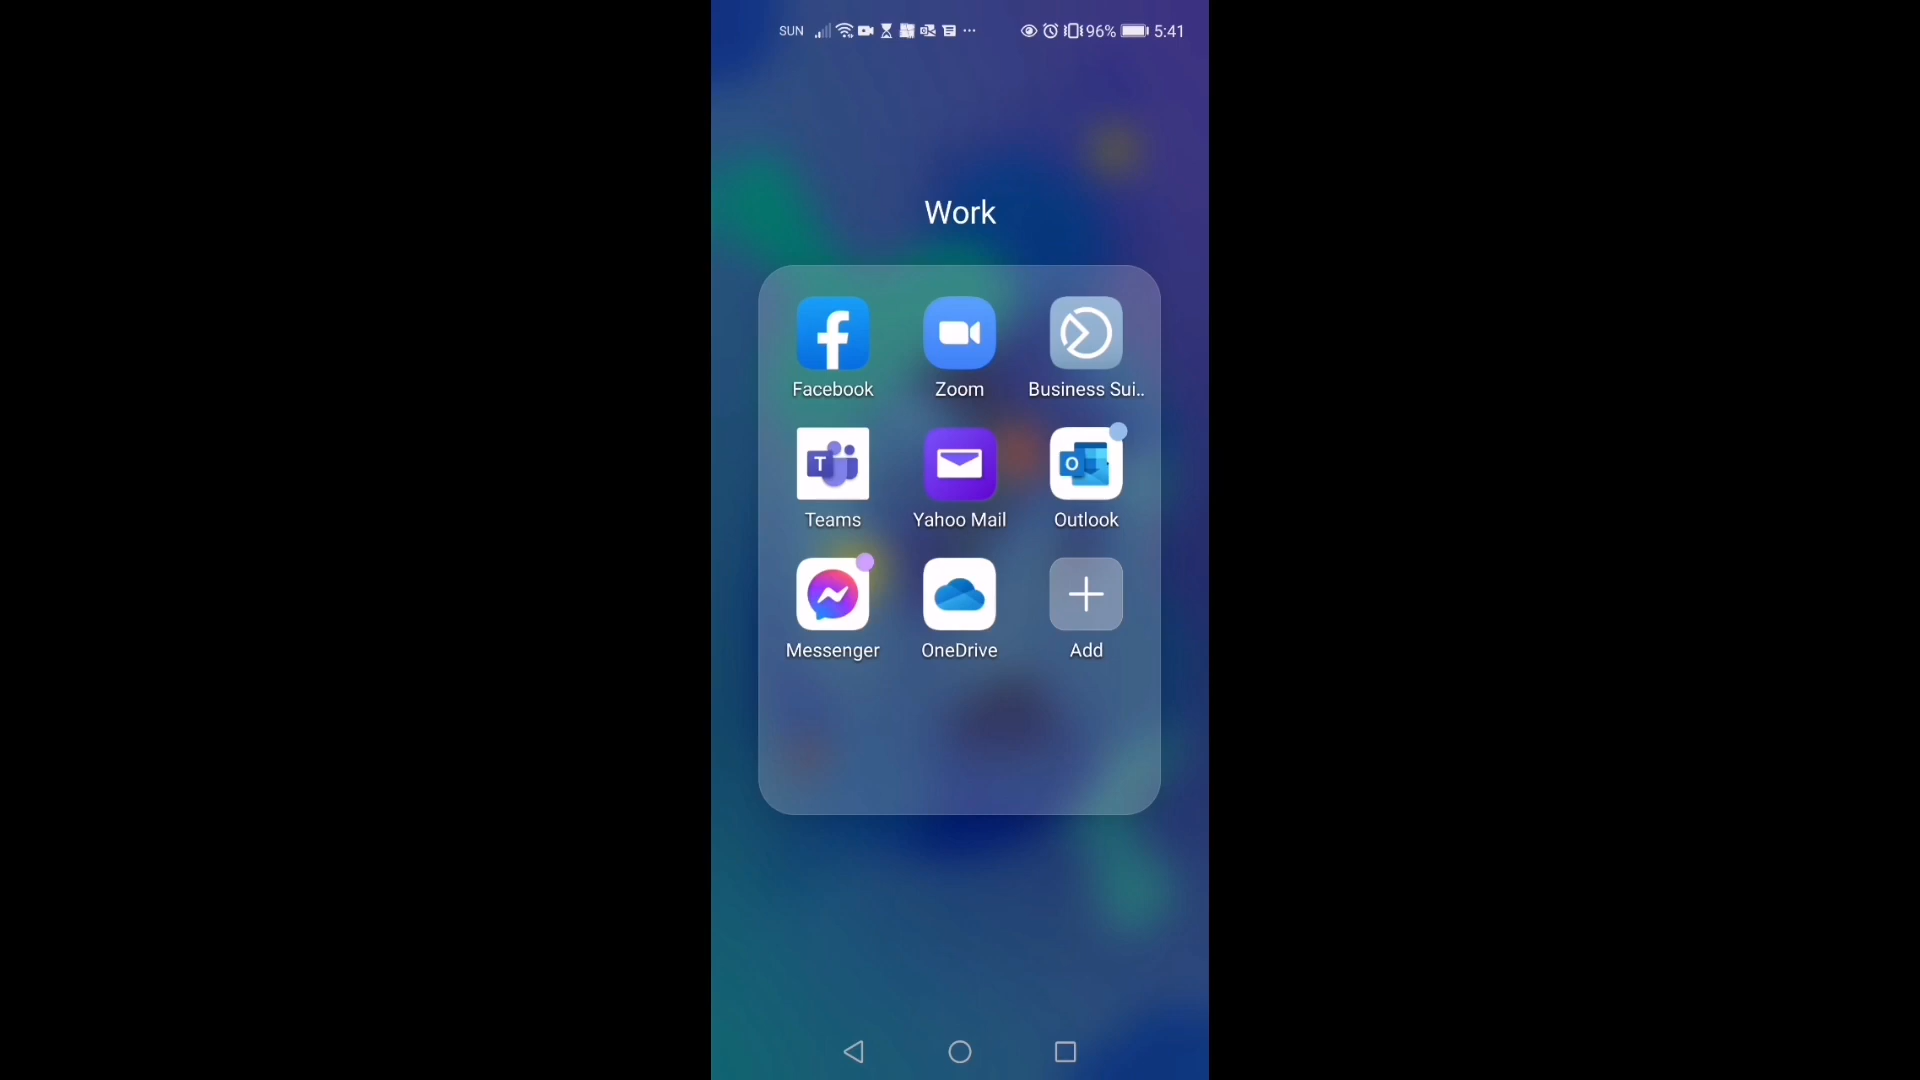 SUN 96% 5:41
Work
Facebook Zoom Business Sui..
Teams Yahoo Mail Outlook
Messenger OneDrive Add